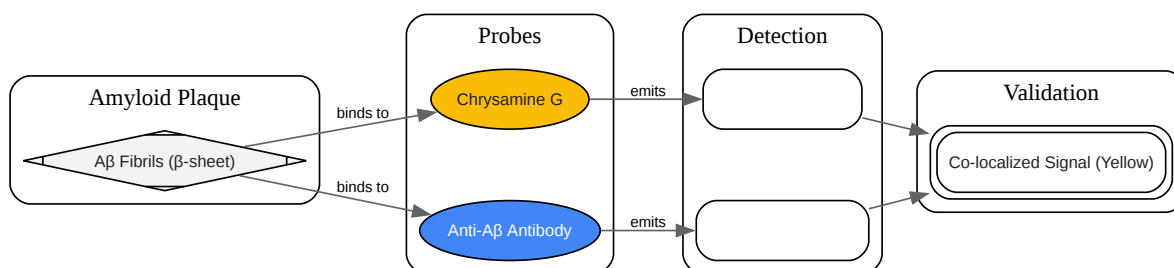 Amyloid Plaque
Aβ Fibrils (β-sheet)
binds to
binds to
Probes
Chrysamine G
Anti-Aβ Antibody
emits
emits
Detection
Validation
Co-localized Signal (Yellow)